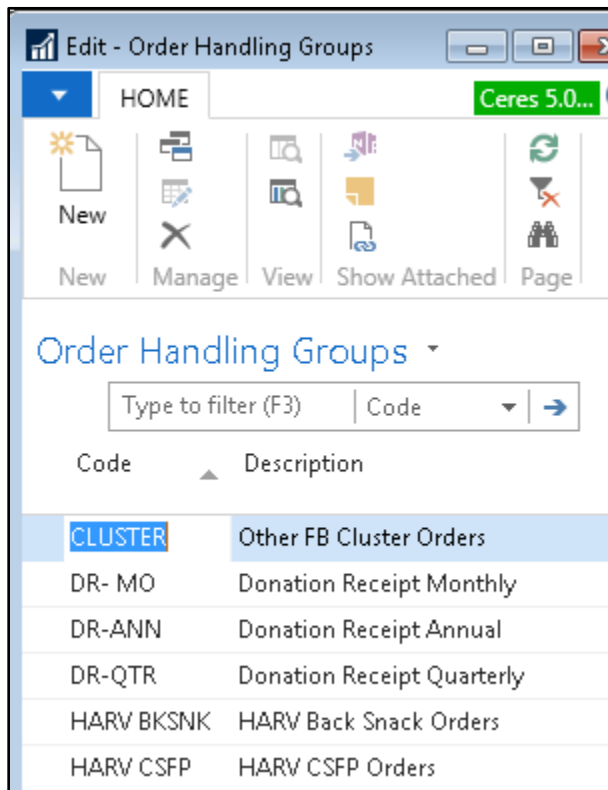 Edit - Order Handling Groups
HOME
Ceres 5.0...
New
New
Manage
View
Show Attached
Page
Order Handling Groups
Type to filter (F3) Code
Code Description
CLUSTER Other FB Cluster Orders
DR- MO Donation Receipt Monthly
DR-ANN Donation Receipt Annual
DR-QTR Donation Receipt Quarterly
HARV BKSNK HARV Back Snack Orders
HARV CSFP HARV CSFP Orders